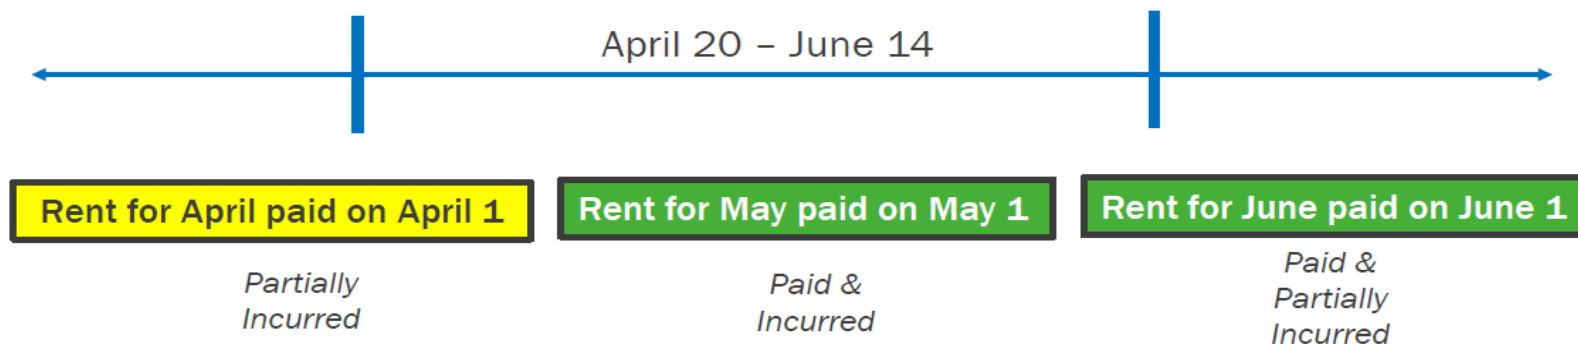 April 20 – June 14
Rent for April paid on April 1
Rent for May paid on May 1
Rent for June paid on June 1
Partially
Incurred
Paid &
Incurred
Paid &
Partially
Incurred